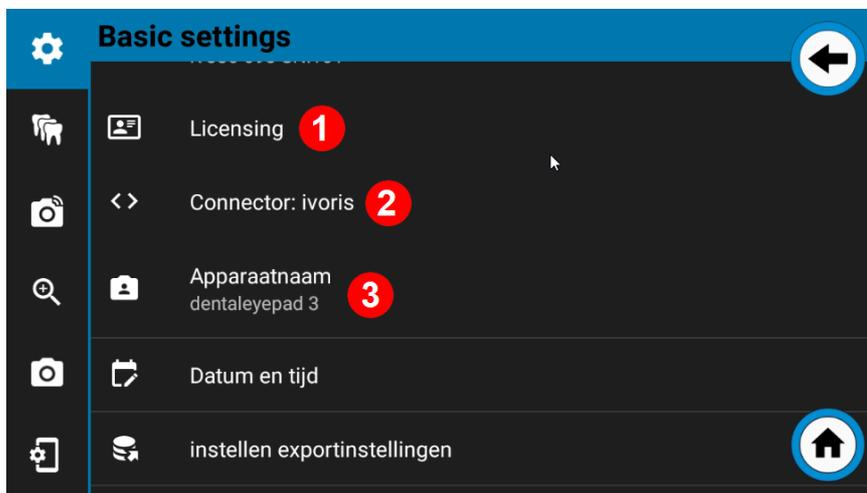 Basic settings
Licensing 1
Connector: ivoris 2
Apparaatnaam
dentaleyepad 3
3
Datum en tijd
instellen exportinstellingen